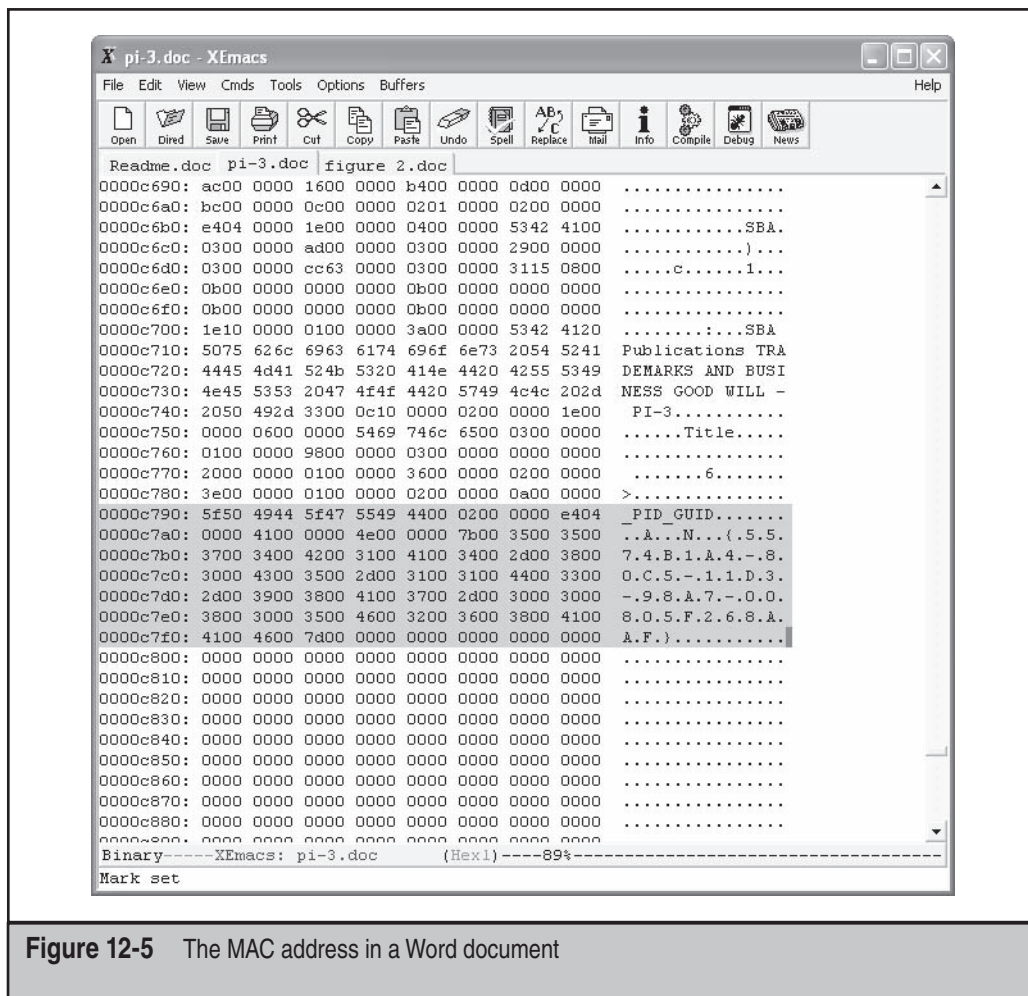 pi-3.doc - XEmacs
File Edit View Cmds Tools Options Buffers Help
Open Dired Save Print Cut Copy Paste Undo Spell Replace Mail Info Compile Debug News
Readme.doc pi-3.doc figure 2.doc
0000c690: ac00 0000 1600 0000 b400 0000 0d00 0000 ................
0000c6a0: bc00 0000 0c00 0000 0201 0000 0200 0000 ................
0000c6b0: e404 0000 1e00 0000 0400 0000 5342 4100 ............SBA.
0000c6c0: 0300 0000 ad00 0000 0300 0000 2900 0000 ............)...
0000c6d0: 0300 0000 cc63 0000 0300 0000 3115 0800 .....c......1...
0000c6e0: 0b00 0000 0000 0000 0b00 0000 0000 0000 ................
0000c6f0: 0b00 0000 0000 0000 0b00 0000 0000 0000 ................
0000c700: 1e10 0000 0100 0000 3a00 0000 5342 4120 ........:...SBA
0000c710: 5075 626c 6963 6174 696f 6e73 2054 5241 Publications TRA
0000c720: 4445 4d41 524b 5320 414e 4420 4255 5349 DEMARKS AND BUSI
0000c730: 4e45 5353 2047 4f4f 4420 5749 4c4c 202d NESS GOOD WILL -
0000c740: 2050 492d 3300 0c10 0000 0200 0000 1e00 PI-3...........
0000c750: 0000 0600 0000 5469 746c 6500 0300 0000 ......Title.....
0000c760: 0100 0000 9800 0000 0300 0000 0000 0000 ................
0000c770: 2000 0000 0100 0000 3600 0000 0200 0000 .......6.......
0000c780: 3e00 0000 0100 0000 0200 0000 0a00 0000 >...............
0000c790: 5f50 4944 5f47 5549 4400 0200 0000 e404 _PID_GUID.......
0000c7a0: 0000 4100 0000 4e00 0000 7b00 3500 3500 ..A...N...{.5.5.
0000c7b0: 3700 3400 4200 3100 4100 3400 2d00 3800 7.4.B.1.A.4.-.8.
0000c7c0: 3000 4300 3500 2d00 3100 3100 4400 3300 0.C.5.-.1.1.D.3.
0000c7d0: 2d00 3900 3800 4100 3700 2d00 3000 3000 -.9.8.A.7.-.0.0.
0000c7e0: 3800 3000 3500 4600 3200 3600 3800 4100 8.0.5.F.2.6.8.A.
0000c7f0: 4100 4600 7d00 0000 0000 0000 0000 0000 A.F.}...........
0000c800: 0000 0000 0000 0000 0000 0000 0000 0000 ................
0000c810: 0000 0000 0000 0000 0000 0000 0000 0000 ................
0000c820: 0000 0000 0000 0000 0000 0000 0000 0000 ................
0000c830: 0000 0000 0000 0000 0000 0000 0000 0000 ................
0000c840: 0000 0000 0000 0000 0000 0000 0000 0000 ................
0000c850: 0000 0000 0000 0000 0000 0000 0000 0000 ................
0000c860: 0000 0000 0000 0000 0000 0000 0000 0000 ................
0000c870: 0000 0000 0000 0000 0000 0000 0000 0000 ................
0000c880: 0000 0000 0000 0000 0000 0000 0000 0000 ................
Binary-----XEmacs: pi-3.doc (Hexl)----89%-------------------------------------
Mark set
Figure 12-5 The MAC address in a Word document